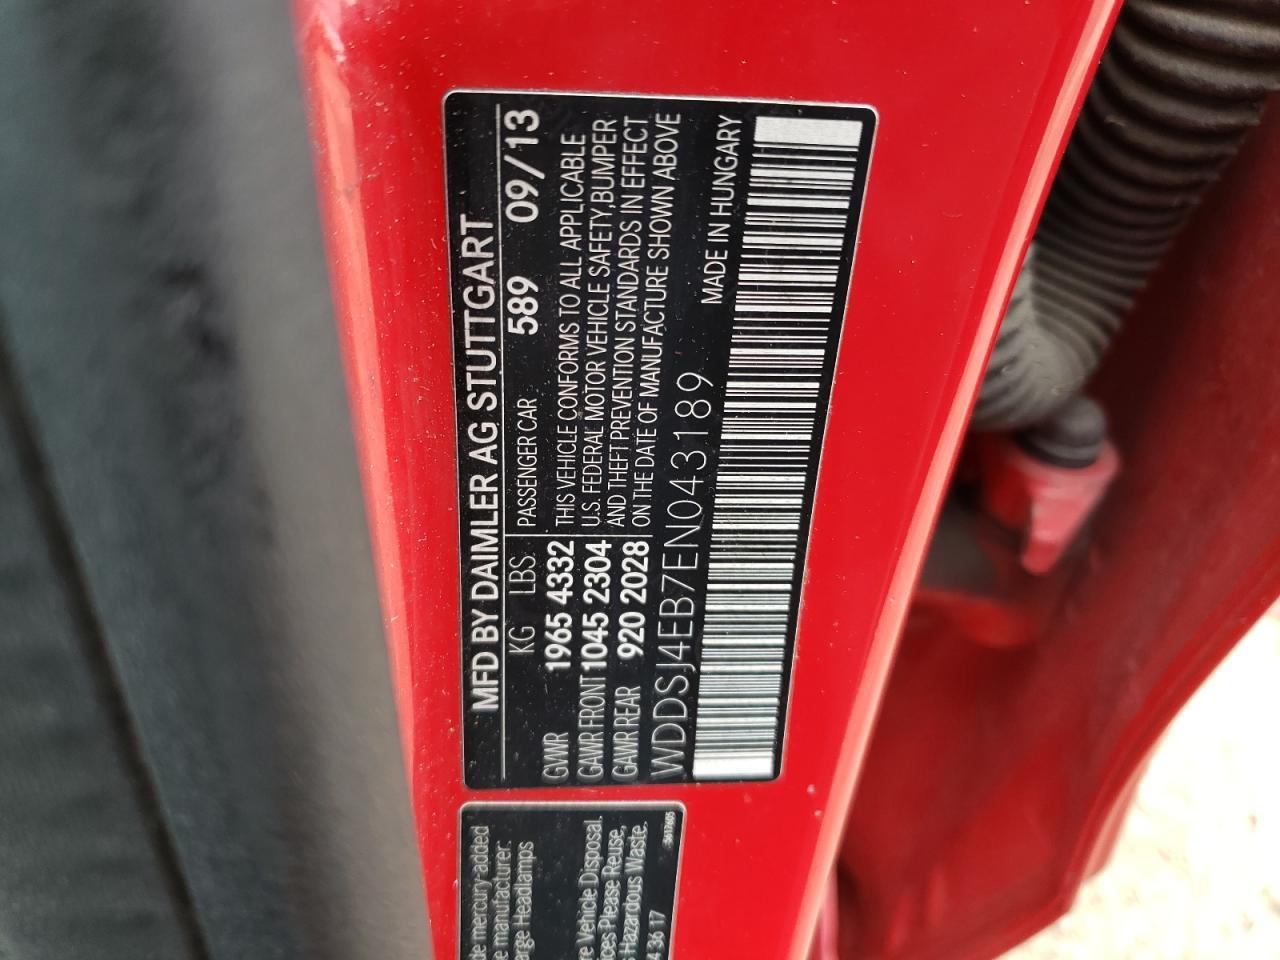 MFD BY DAIMLER AG STUTTGART
KG LBS PASSENGER CAR 589 09/13
GVWR 1965 4332 THIS VEHICLE CONFORMS TO ALL APPLICABLE
GAWR FRONT 1045 2304 U.S. FEDERAL MOTOR VEHICLE SAFETY,BUMPER
GAWR REAR 920 2028 AND THEFT PREVENTION STANDARDS IN EFFECT
ON THE DATE OF MANUFACTURE SHOWN ABOVE
WDDSJ4EB7EN043189 MADE IN HUNGARY
mercury-added
manufacturer.
Headlamps
Vehicle Disposal.
Please Reuse,
Hazardous Waste.
4 36 17